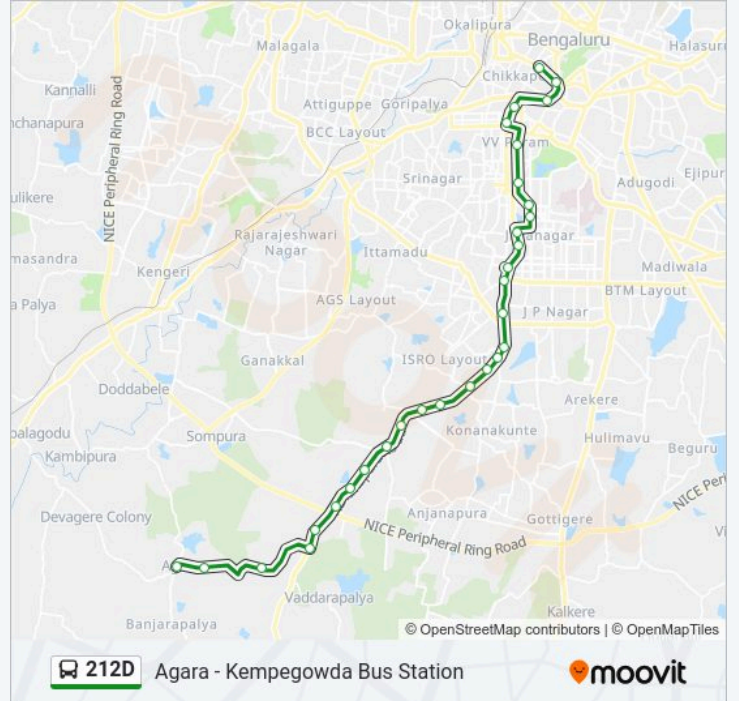 Okalipura
Bengaluru
Malagala
Halasur
Chikkap
Kannalli
Attiguppe
Goripalya
nchanapura
BCC Layout
VV P ram
Srinagar
Ejipur
Adugodi
ulikere
NICE Peripheral Ring Road
Rajarajeshwari
Nagar
J anagar
masandra
Ittamadu
Kengeri
Madiwala
a Palya
AGS Layout
BTM Layout
J P Nagar
Ganakkal
ISRO Layout
Doddabele
Arekere
palagodu
Sompura
Konanakunte
Hulimavu
Kambipura
Beguru
NICE Peri
Devagere Colony
Anjanapura
Gottigere
NICE Peripheral Ring Road
Vi
A
Vaddarapalya
Kalkere
Banjarapalya
© OpenStreetMap contributors | © OpenMapTiles
212D Agara - Kempegowda Bus Station
moovit